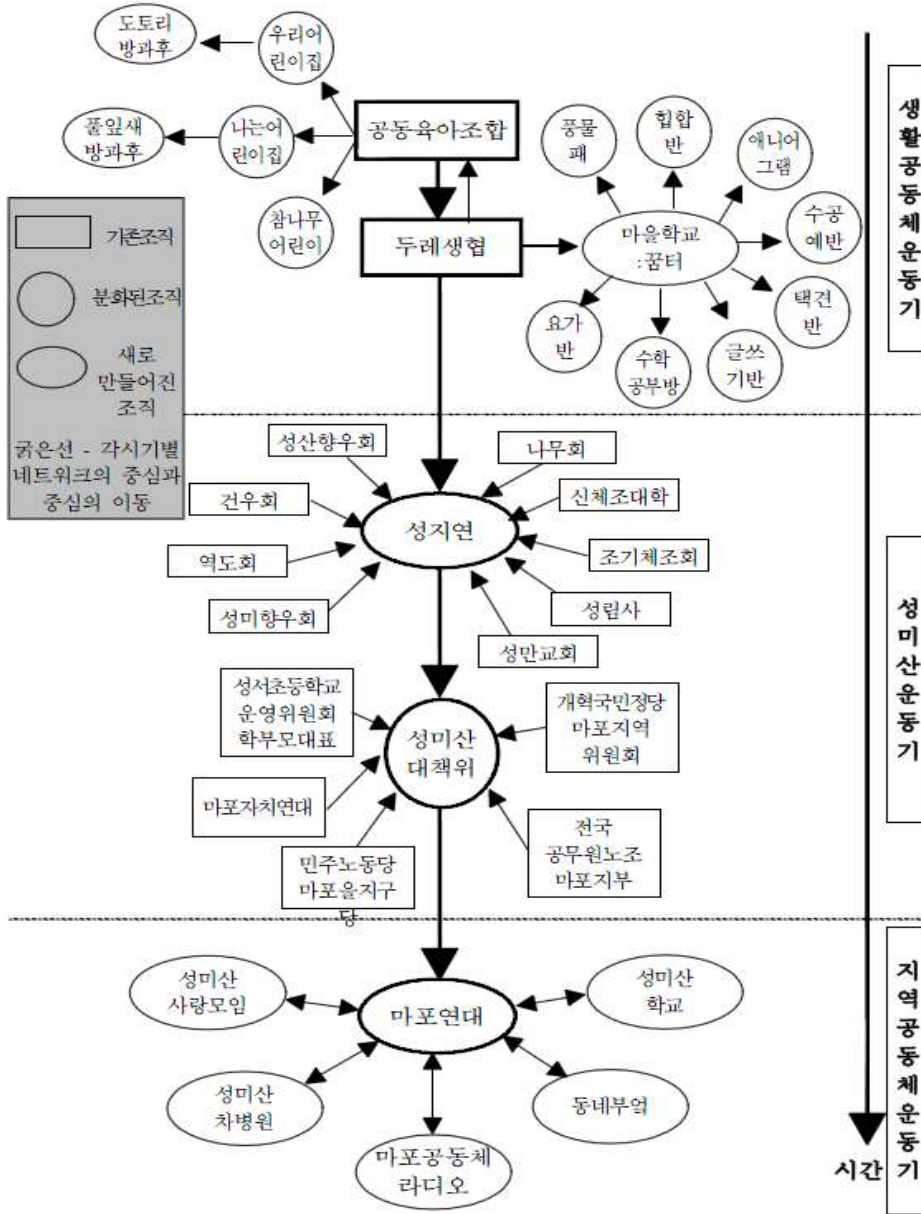 도토리
방과후
우리어
린이집
풀잎새
방과후
나는어
린이집
공동육아조합
참나무
어린이
두레생협
풍물
패
힙합
반
애니어
그램
마을학교
:꿈터
수공
예반
택견
반
요가
반
수학
공부방
글쓰
기반
생활공동체운동기
기존조직
분화된조직
새로
만들어진
조직
굵은선 - 각시기별
네트워크의 중심과
중심의 이동
성산향우회
나무회
건우회
신체조대학
성지연
역도회
조기체조회
성미향우회
성림사
성만교회
성미산운동기
성서초등학교
운영위원회
학부모대표
성미산
대책위
개혁국민정당
마포지역
위원회
마포자치연대
민주노동당
마포을지구
당
전국
공무원노조
마포지부
성미산
사랑모임
마포연대
성미산
학교
성미산
차병원
동네부엌
마포공동체
라디오
지역공동체운동기
시간